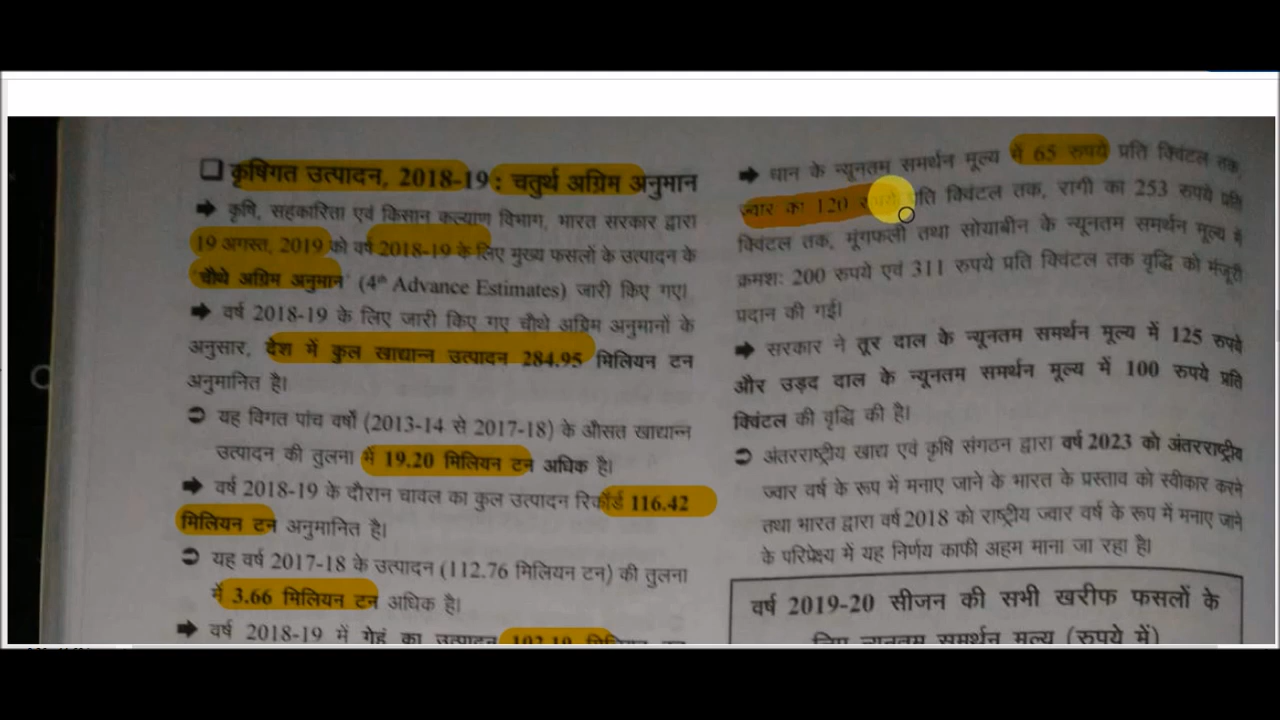 ❑ कृषिगत उत्पादन, 2018-19 : चतुर्थ अग्रिम अनुमान
➡ कृषि, सहकारिता एवं किसान कल्याण विभाग, भारत सरकार द्वारा
19 अगस्त, 2019 को वर्ष 2018-19 के लिए मुख्य फसलों के उत्पादन के
'चौथे अग्रिम अनुमान' (4th Advance Estimates) जारी किए गए।
➡ वर्ष 2018-19 के लिए जारी किए गए चौथे अग्रिम अनुमानों के
अनुसार, देश में कुल खाद्यान्न उत्पादन 284.95 मिलियन टन
अनुमानित है।
➲ यह विगत पांच वर्षों (2013-14 से 2017-18) के औसत खाद्यान्न
उत्पादन की तुलना में 19.20 मिलियन टन अधिक है।
➡ वर्ष 2018-19 के दौरान चावल का कुल उत्पादन रिकॉर्ड 116.42
मिलियन टन अनुमानित है।
➲ यह वर्ष 2017-18 के उत्पादन (112.76 मिलियन टन) की तुलना
में 3.66 मिलियन टन अधिक है।
➡ वर्ष 2018-19 में गेहूं का उत्पादन
➡ धान के न्यूनतम समर्थन मूल्य में 65 रुपये प्रति क्विंटल तक,
ज्वार का 120 रुपये प्रति क्विंटल तक, रागी का 253 रुपये प्रति
क्विंटल तक, मूंगफली तथा सोयाबीन के न्यूनतम समर्थन मूल्य में
क्रमशः 200 रुपये एवं 311 रुपये प्रति क्विंटल तक वृद्धि को मंजूरी
प्रदान की गई।
➡ सरकार ने तूर दाल के न्यूनतम समर्थन मूल्य में 125 रुपये
और उड़द दाल के न्यूनतम समर्थन मूल्य में 100 रुपये प्रति
क्विंटल की वृद्धि की है।
➲ अंतरराष्ट्रीय खाद्य एवं कृषि संगठन द्वारा वर्ष 2023 को अंतरराष्ट्रीय
ज्वार वर्ष के रूप में मनाए जाने के भारत के प्रस्ताव को स्वीकार करने
तथा भारत द्वारा वर्ष 2018 को राष्ट्रीय ज्वार वर्ष के रूप में मनाए जाने
के परिप्रेक्ष्य में यह निर्णय काफी अहम माना जा रहा है।
वर्ष 2019-20 सीजन की सभी खरीफ फसलों के
लिए न्यूनतम समर्थन मूल्य (रुपये में)